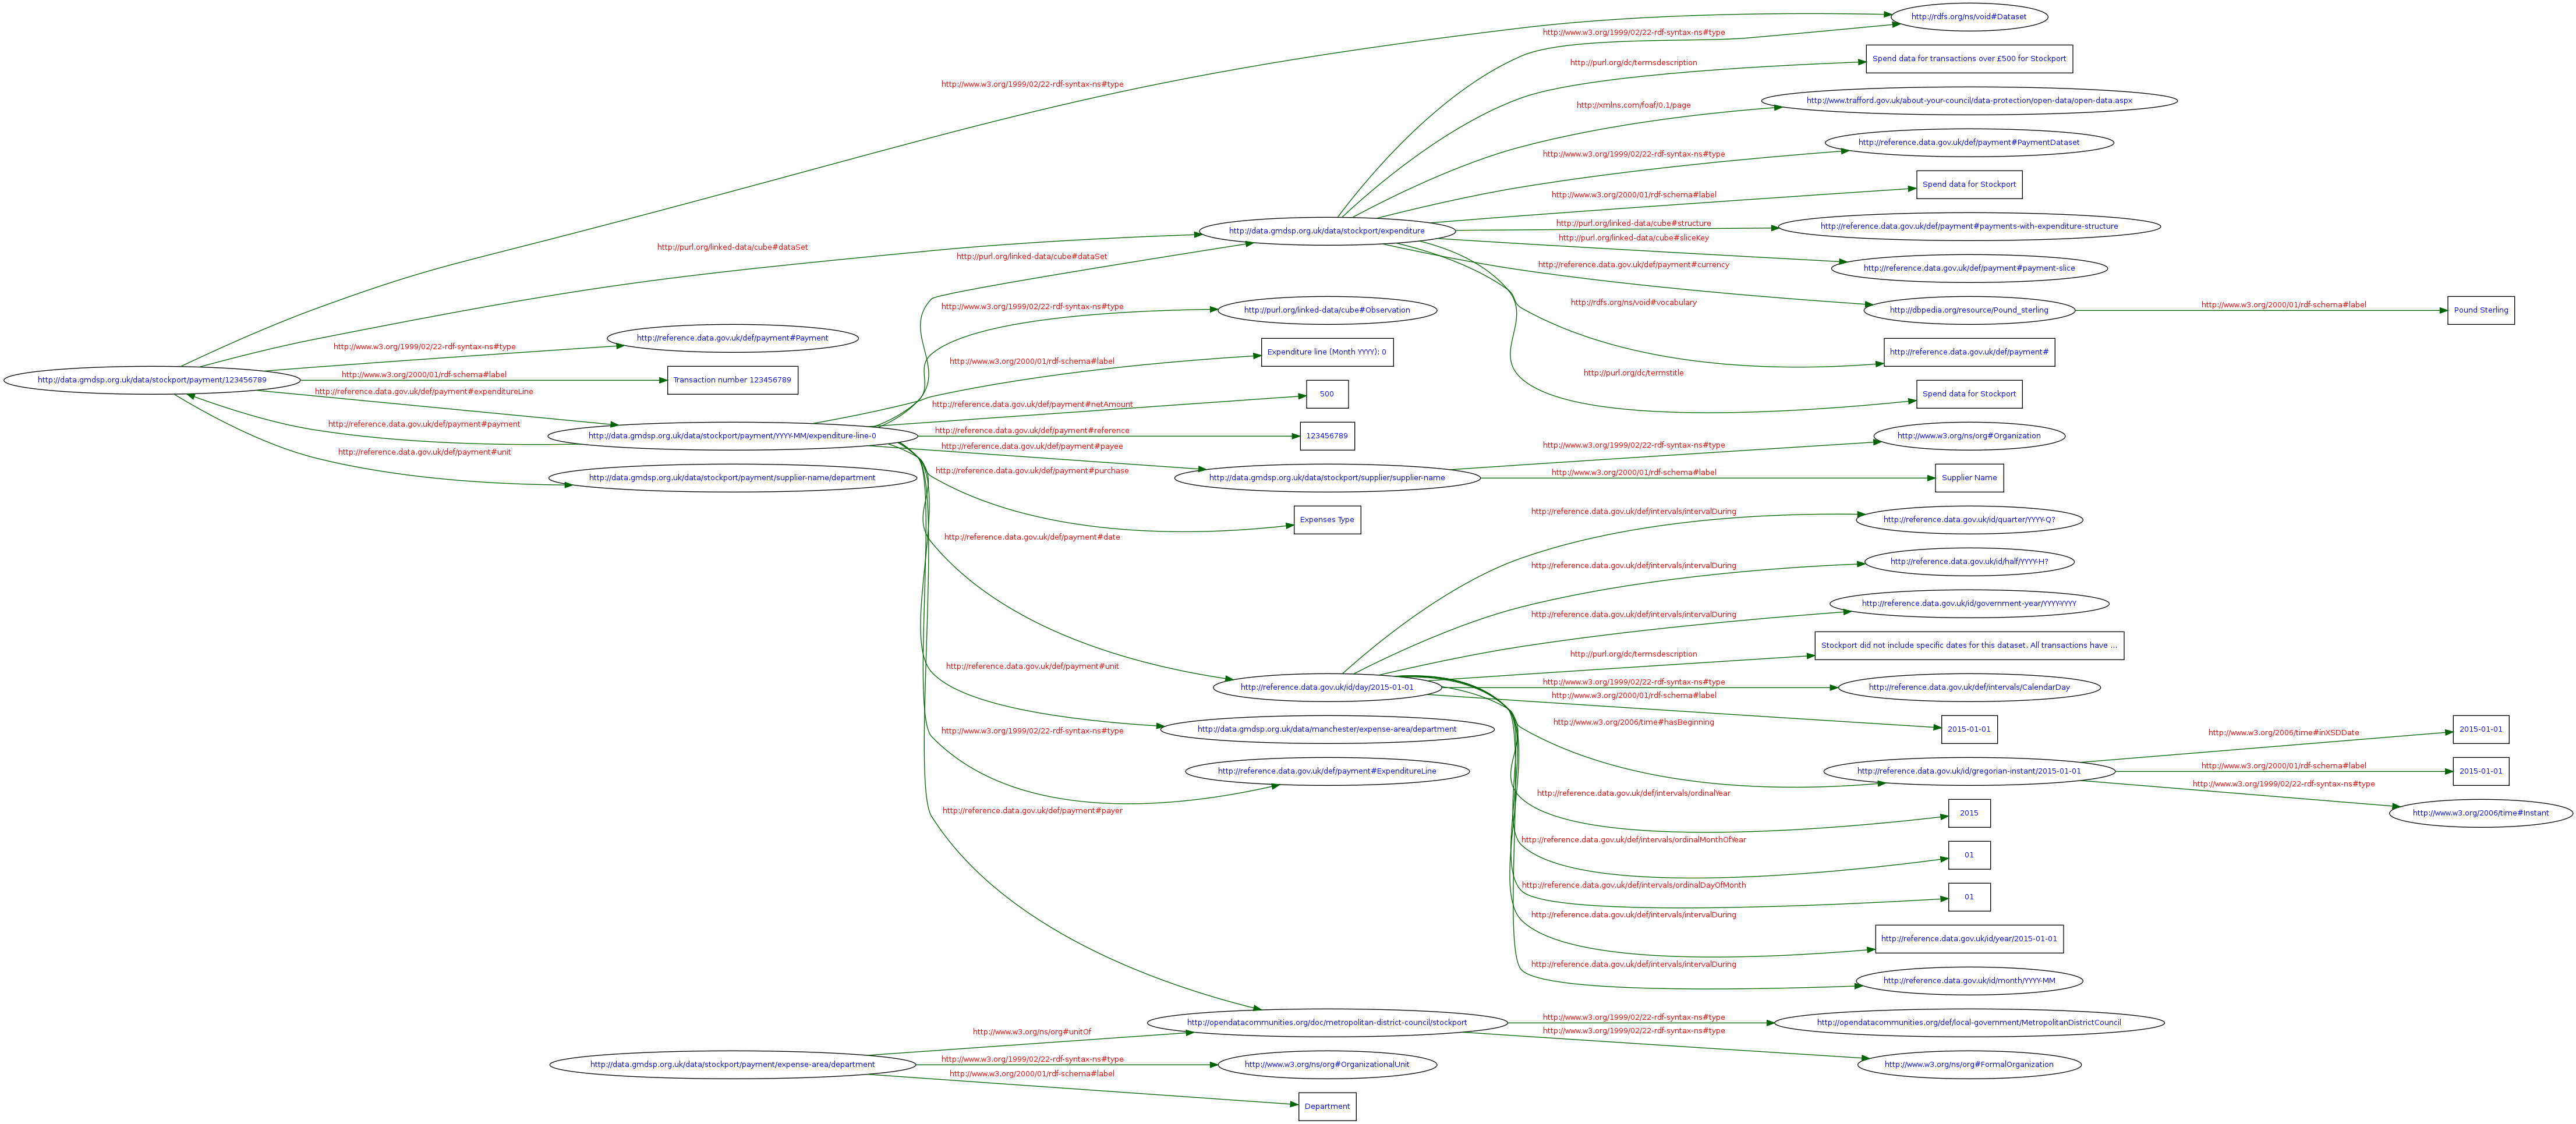 http://rdfs.org/ns/void#Dataset
http://www.w3.org/1999/02/22-rdf-syntax-ns#type
Spend data for transactions over £500 for Stockport
http://purl.org/dc/termsdescription
http://www.w3.org/1999/02/22-rdf-syntax-ns#type
http://www.trafford.gov.uk/about-your-council/data-protection/open-data/open-data.aspx
http://xmlns.com/foaf/0.1/page
http://reference.data.gov.uk/def/payment#PaymentDataset
http://www.w3.org/1999/02/22-rdf-syntax-ns#type
Spend data for Stockport
http://www.w3.org/2000/01/rdf-schema#label
http://purl.org/linked-data/cube#structure
http://reference.data.gov.uk/def/payment#payments-with-expenditure-structure
http://data.gmdsp.org.uk/data/stockport/expenditure
http://purl.org/linked-data/cube#sliceKey
http://purl.org/linked-data/cube#dataSet
http://purl.org/linked-data/cube#dataSet
http://reference.data.gov.uk/def/payment#currency
http://reference.data.gov.uk/def/payment#payment-slice
http://rdfs.org/ns/void#vocabulary
http://www.w3.org/1999/02/22-rdf-syntax-ns#type
http://purl.org/linked-data/cube#Observation
http://dbpedia.org/resource/Pound_sterling
http://www.w3.org/2000/01/rdf-schema#label
Pound Sterling
http://reference.data.gov.uk/def/payment#Payment
http://www.w3.org/1999/02/22-rdf-syntax-ns#type
Expenditure line (Month YYYY): 0
http://reference.data.gov.uk/def/payment#
http://www.w3.org/2000/01/rdf-schema#label
http://purl.org/dc/termstitle
http://data.gmdsp.org.uk/data/stockport/payment/123456789
http://www.w3.org/2000/01/rdf-schema#label
Transaction number 123456789
http://reference.data.gov.uk/def/payment#expenditureLine
500
Spend data for Stockport
http://reference.data.gov.uk/def/payment#netAmount
http://reference.data.gov.uk/def/payment#payment
http://data.gmdsp.org.uk/data/stockport/payment/YYYY-MM/expenditure-line-0
http://reference.data.gov.uk/def/payment#reference
123456789
http://www.w3.org/ns/org#Organization
http://www.w3.org/1999/02/22-rdf-syntax-ns#type
http://reference.data.gov.uk/def/payment#payee
http://reference.data.gov.uk/def/payment#unit
http://reference.data.gov.uk/def/payment#purchase
http://www.w3.org/2000/01/rdf-schema#label
http://data.gmdsp.org.uk/data/stockport/payment/supplier-name/department
http://data.gmdsp.org.uk/data/stockport/supplier/supplier-name
Supplier Name
http://reference.data.gov.uk/def/intervals/intervalDuring
Expenses Type
http://reference.data.gov.uk/id/quarter/YYYY-Q?
http://reference.data.gov.uk/def/payment#date
http://reference.data.gov.uk/def/intervals/intervalDuring
http://reference.data.gov.uk/id/half/YYYY-H?
http://reference.data.gov.uk/def/intervals/intervalDuring
http://reference.data.gov.uk/id/government-year/YYYY-YYYY
http://purl.org/dc/termsdescription
Stockport did not include specific dates for this dataset. All transactions have ...
http://reference.data.gov.uk/def/payment#unit
http://reference.data.gov.uk/id/day/2015-01-01
http://www.w3.org/1999/02/22-rdf-syntax-ns#type
http://reference.data.gov.uk/def/intervals/CalendarDay
http://www.w3.org/2000/01/rdf-schema#label
http://www.w3.org/2006/time#hasBeginning
http://www.w3.org/1999/02/22-rdf-syntax-ns#type
http://data.gmdsp.org.uk/data/manchester/expense-area/department
2015-01-01
http://www.w3.org/2006/time#inXSDDate
2015-01-01
http://reference.data.gov.uk/def/payment#ExpenditureLine
http://reference.data.gov.uk/id/gregorian-instant/2015-01-01
http://www.w3.org/2000/01/rdf-schema#label
2015-01-01
http://www.w3.org/1999/02/22-rdf-syntax-ns#type
http://reference.data.gov.uk/def/intervals/ordinalYear
http://reference.data.gov.uk/def/payment#payer
2015
http://www.w3.org/2006/time#Instant
http://reference.data.gov.uk/def/intervals/ordinalMonthOfYear
01
http://reference.data.gov.uk/def/intervals/ordinalDayOfMonth
01
http://reference.data.gov.uk/def/intervals/intervalDuring
http://reference.data.gov.uk/id/year/2015-01-01
http://reference.data.gov.uk/def/intervals/intervalDuring
http://reference.data.gov.uk/id/month/YYYY-MM
http://www.w3.org/ns/org#unitOf
http://opendatacommunities.org/doc/metropolitan-district-council/stockport
http://www.w3.org/1999/02/22-rdf-syntax-ns#type
http://opendatacommunities.org/def/local-government/MetropolitanDistrictCouncil
http://www.w3.org/1999/02/22-rdf-syntax-ns#type
http://data.gmdsp.org.uk/data/stockport/payment/expense-area/department
http://www.w3.org/1999/02/22-rdf-syntax-ns#type
http://www.w3.org/ns/org#OrganizationalUnit
http://www.w3.org/ns/org#FormalOrganization
http://www.w3.org/2000/01/rdf-schema#label
Department